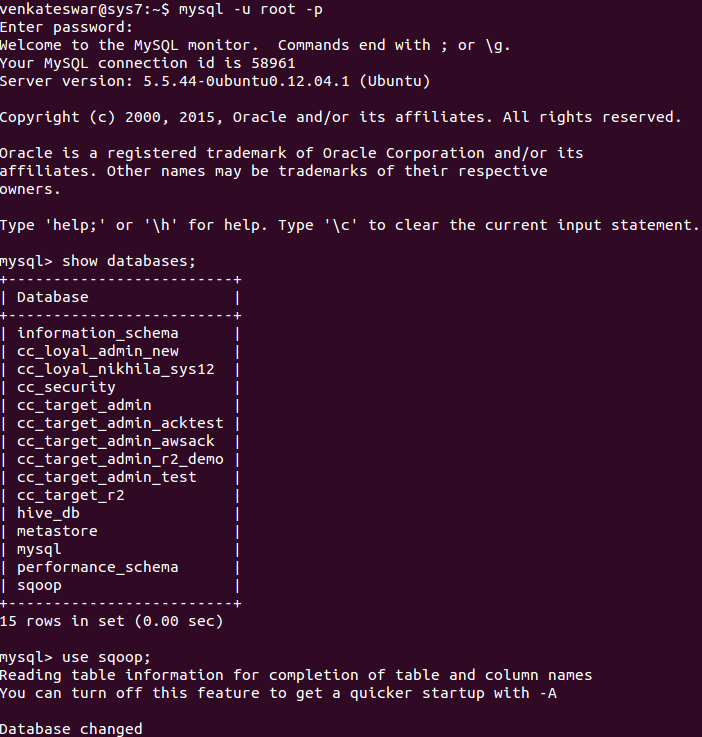 venkateswar@sys7:~$ mysql -u root -p
Enter password:
Welcome to the MySQL monitor.  Commands end with ; or \g.
Your MySQL connection id is 58961
Server version: 5.5.44-0ubuntu0.12.04.1 (Ubuntu)

Copyright (c) 2000, 2015, Oracle and/or its affiliates. All rights reserved.

Oracle is a registered trademark of Oracle Corporation and/or its
affiliates. Other names may be trademarks of their respective
owners.

Type 'help;' or '\h' for help. Type '\c' to clear the current input statement.

mysql> show databases;
+-------------------------+
| Database                |
+-------------------------+
| information_schema      |
| cc_loyal_admin_new      |
| cc_loyal_nikhila_sys12  |
| cc_security             |
| cc_target_admin         |
| cc_target_admin_acktest |
| cc_target_admin_awsack  |
| cc_target_admin_r2_demo |
| cc_target_admin_test    |
| cc_target_r2            |
| hive_db                 |
| metastore               |
| mysql                   |
| performance_schema      |
| sqoop                   |
+-------------------------+
15 rows in set (0.00 sec)

mysql> use sqoop;
Reading table information for completion of table and column names
You can turn off this feature to get a quicker startup with -A

Database changed